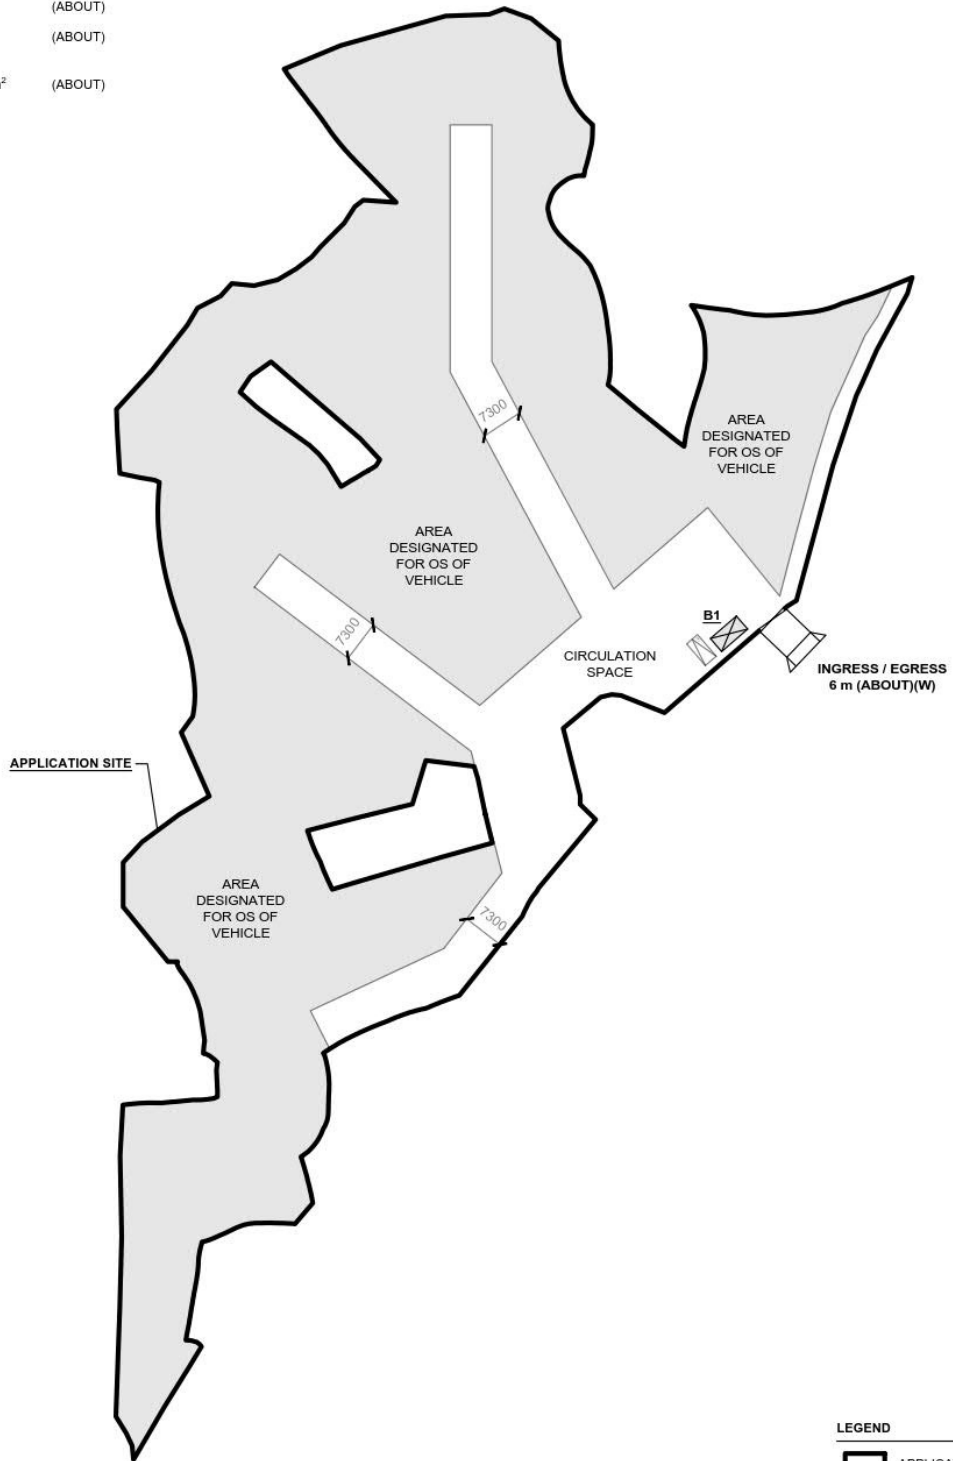 (ABOUT)
(ABOUT)
(ABOUT)
7300
AREA
DESIGNATED
FOR OS OF
VEHICLE
AREA
DESIGNATED
FOR OS OF
VEHICLE
7300
B1
CIRCULATION
SPACE
INGRESS / EGRESS
6 m (ABOUT)(W)
APPLICATION SITE
AREA
DESIGNATED
FOR OS OF
VEHICLE
7300
LEGEND